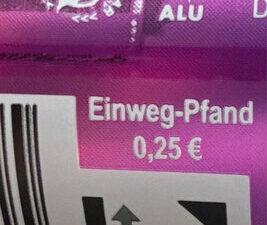 ALU
D
Einweg-Pfand
0,25 €